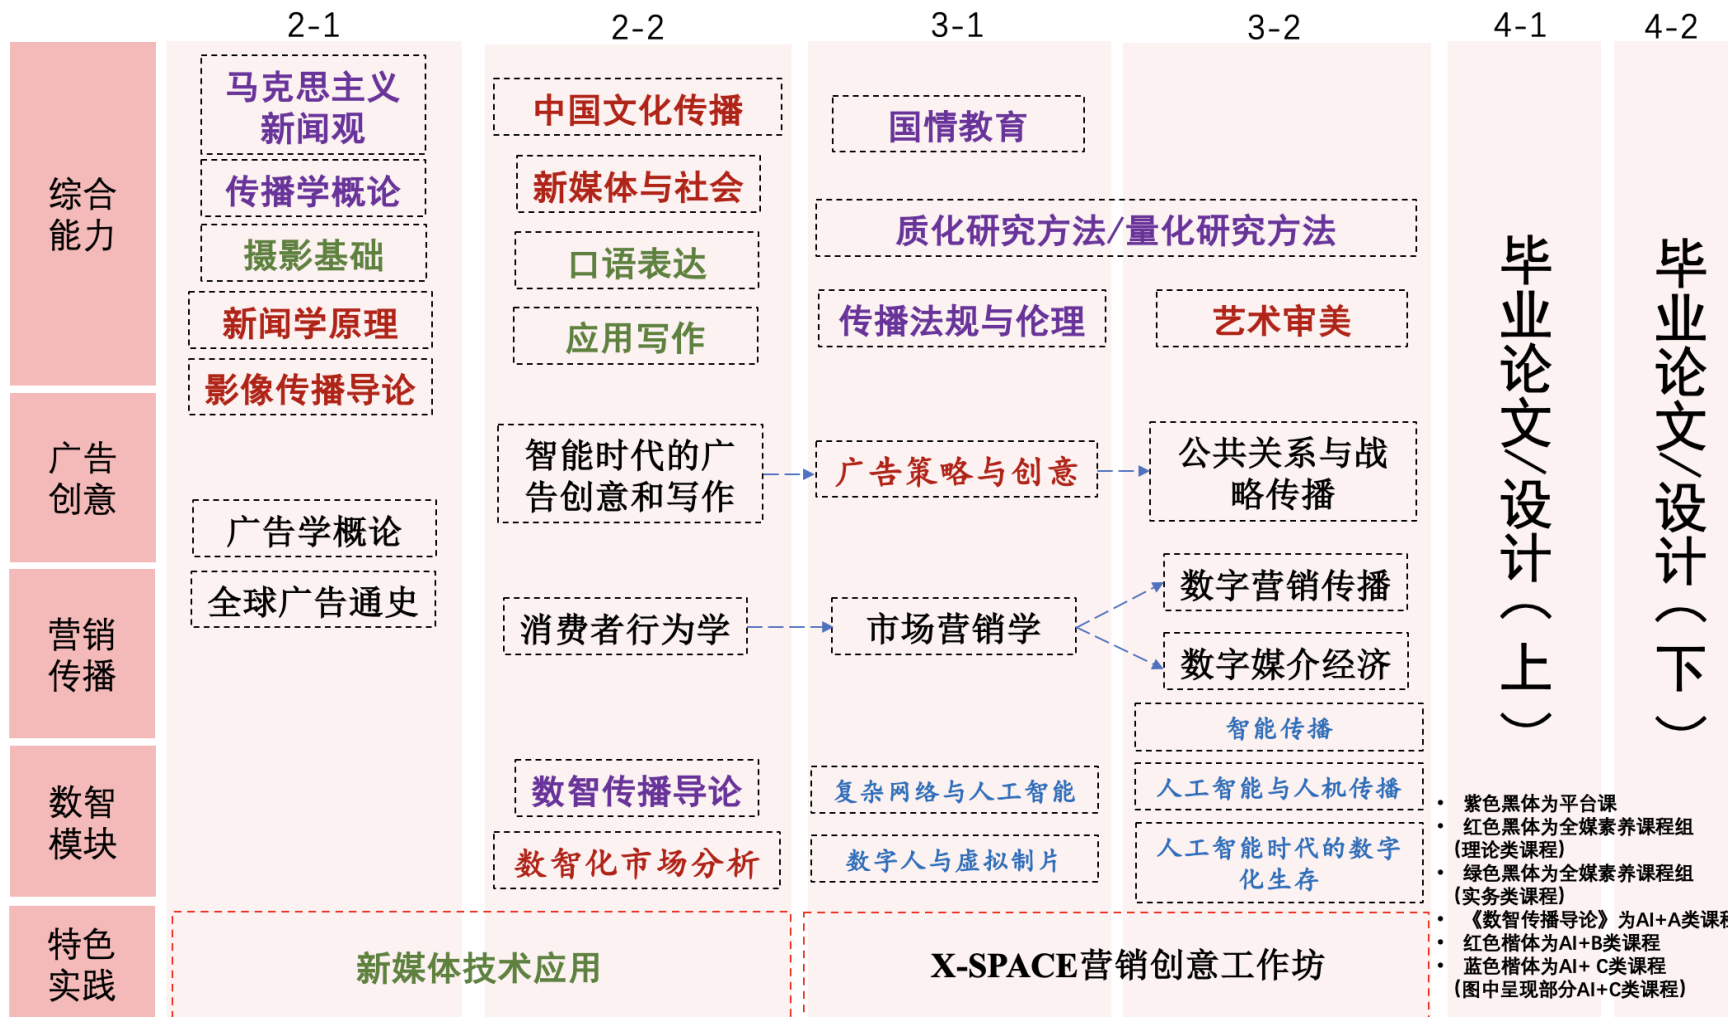 2-1
2-2
3-1
3-2
4-1
4-2
综合
能力
马克思主义
新闻观
传播学概论
摄影基础
新闻学原理
影像传播导论
中国文化传播
新媒体与社会
口语表达
应用写作
国情教育
质化研究方法/量化研究方法
传播法规与伦理
艺术审美
广告
创意
广告学概论
智能时代的广
告创意和写作
广告策略与创意
公共关系与战
略传播
营销
传播
全球广告通史
消费者行为学
市场营销学
数字营销传播
数字媒介经济
数智
模块
数智传播导论
数智化市场分析
复杂网络与人工智能
数字人与虚拟制片
智能传播
人工智能与人机传播
人工智能时代的数字
化生存
特色
实践
新媒体技术应用
X-SPACE营销创意工作坊
毕业论文/设计（上）
毕业论文/设计（下）
• 紫色黑体为平台课
• 红色黑体为全媒素养课程组
(理论类课程)
• 绿色黑体为全媒素养课程组
(实务类课程)
• 《数智传播导论》为AI+A类课程
• 红色楷体为AI+B类课程
• 蓝色楷体为AI+ C类课程
(图中呈现部分AI+C类课程)